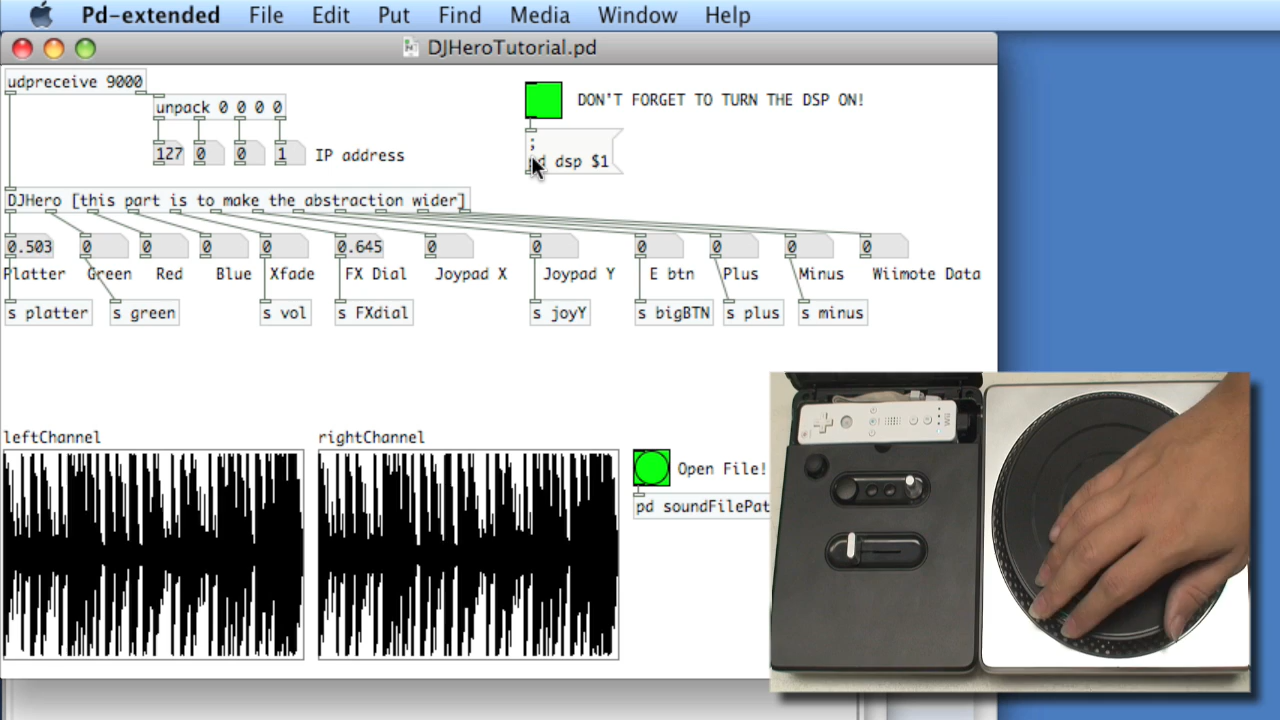 Pd-extended File Edit Put Find Media Window Help
DJHeroTutorial.pd
udpreceive 9000
unpack 0 0 0 0
127 0 0 1 IP address
DON'T FORGET TO TURN THE DSP ON!
;
pd dsp $1
DJHero [this part is to make the abstraction wider]
0.503 0 0 0 0 0.645 0 0 0 0 0 0
Platter Green Red Blue Xfade FX Dial Joypad X Joypad Y E btn Plus Minus Wiimote Data
s platter s green s vol s FXdial s joyY s bigBTN s plus s minus
leftChannel rightChannel
Open File!
pd soundFilePat